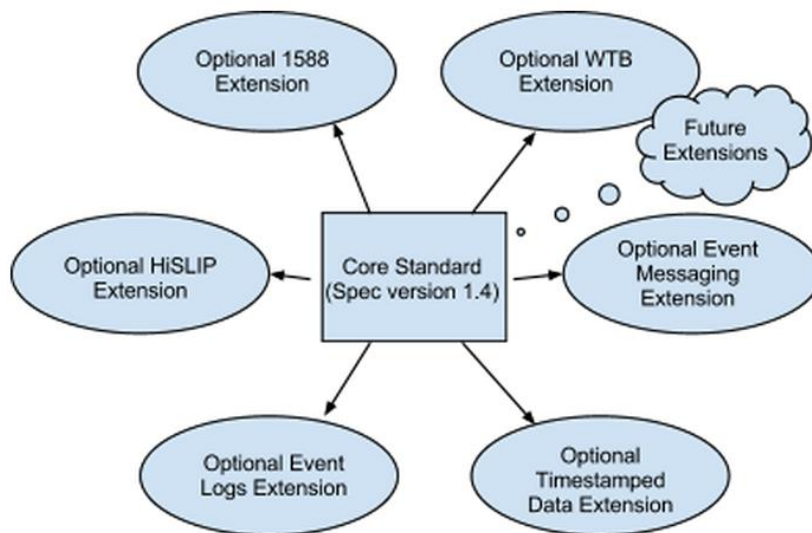 Optional 1588
Extension
Optional WTB
Extension
Future
Extensions
Optional HiSLIP
Extension
Core Standard
(Spec version 1.4)
Optional Event
Messaging
Extension
Optional Event
Logs Extension
Optional
Timestamped
Data Extension